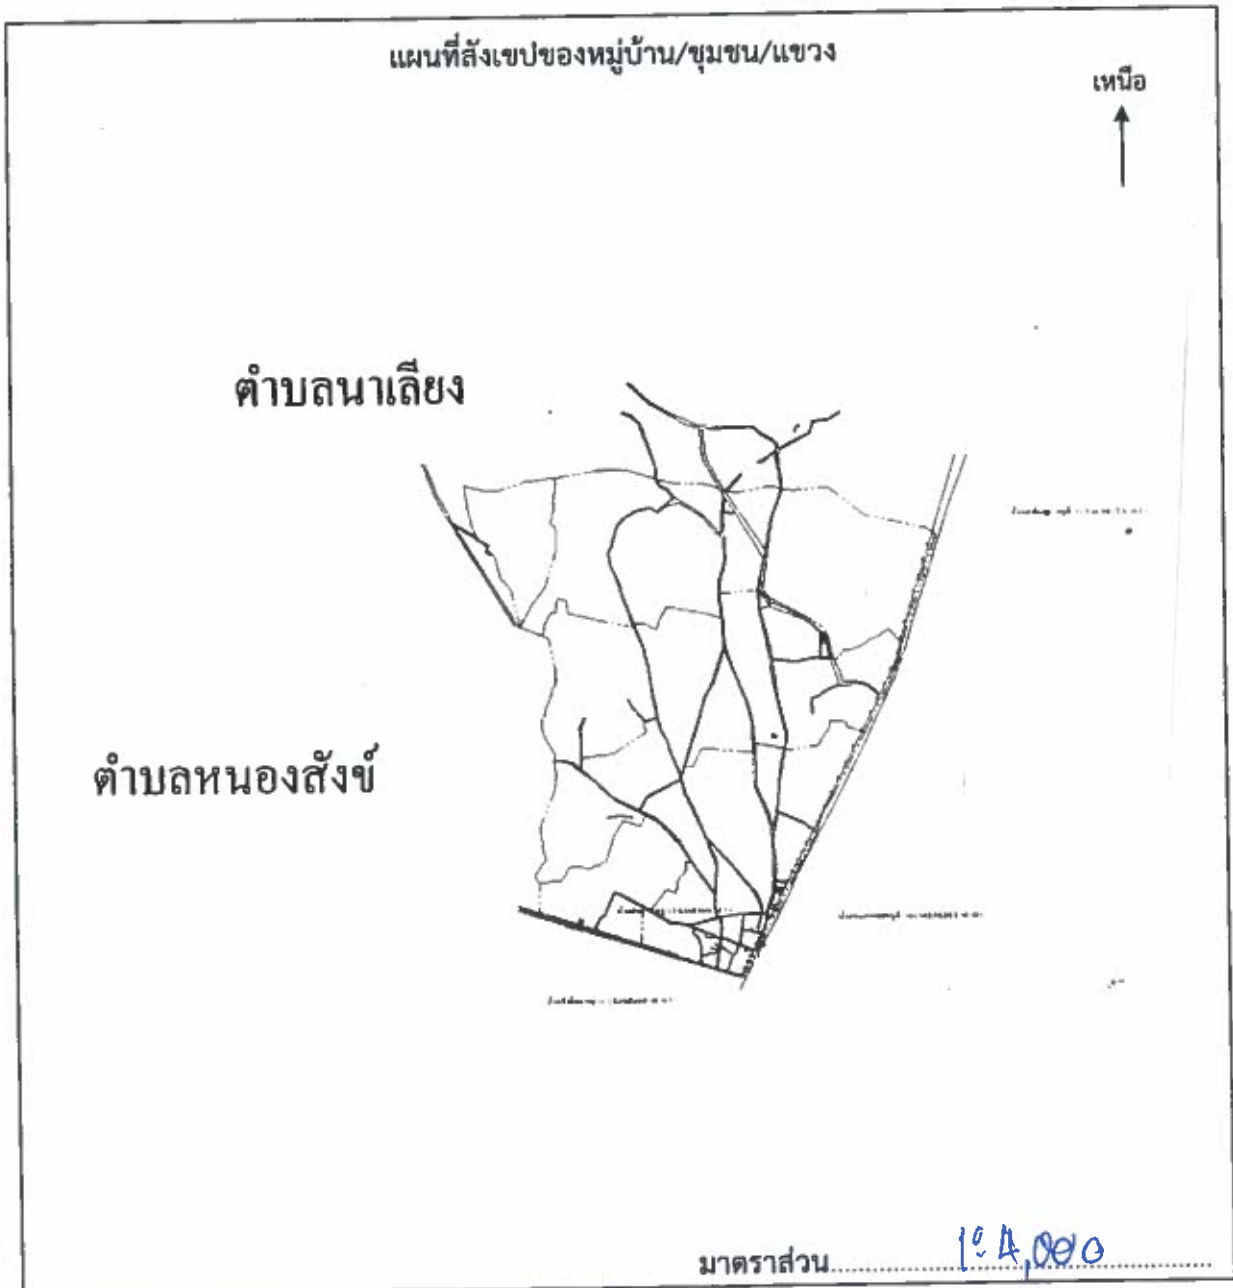 แผนที่สังเขปของหมู่บ้าน/ชุมชน/แขวง
เหนือ
ตำบลนาเลียง
ตำบลหนองสังข์
มาตราส่วน 1:4,000